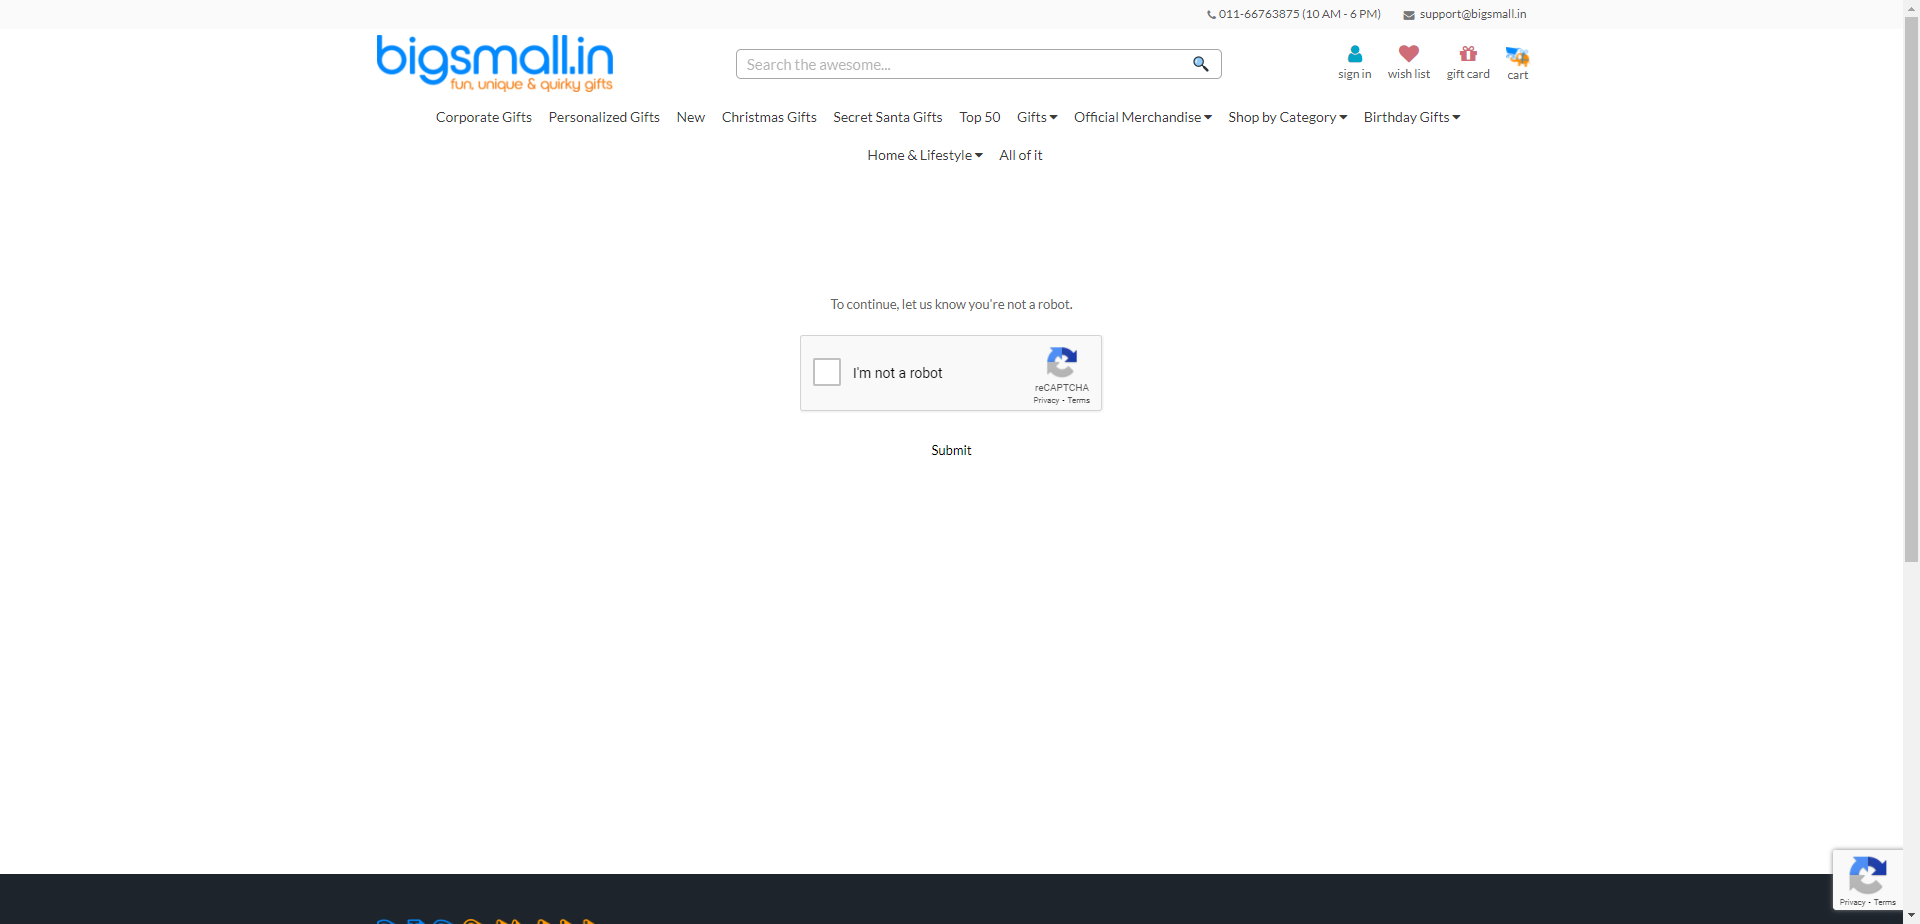 011-66763875 (10 AM - 6 PM) support@bigsmall.in
bigsmall.in
fun, unique & quirky gifts
Search the awesome...
sign in wish list gift card cart
Corporate Gifts Personalized Gifts New Christmas Gifts Secret Santa Gifts Top 50 Gifts Official Merchandise Shop by Category Birthday Gifts
Home & Lifestyle All of it
To continue, let us know you're not a robot.
I'm not a robot
reCAPTCHA
Privacy - Terms
Submit
Privacy - Terms